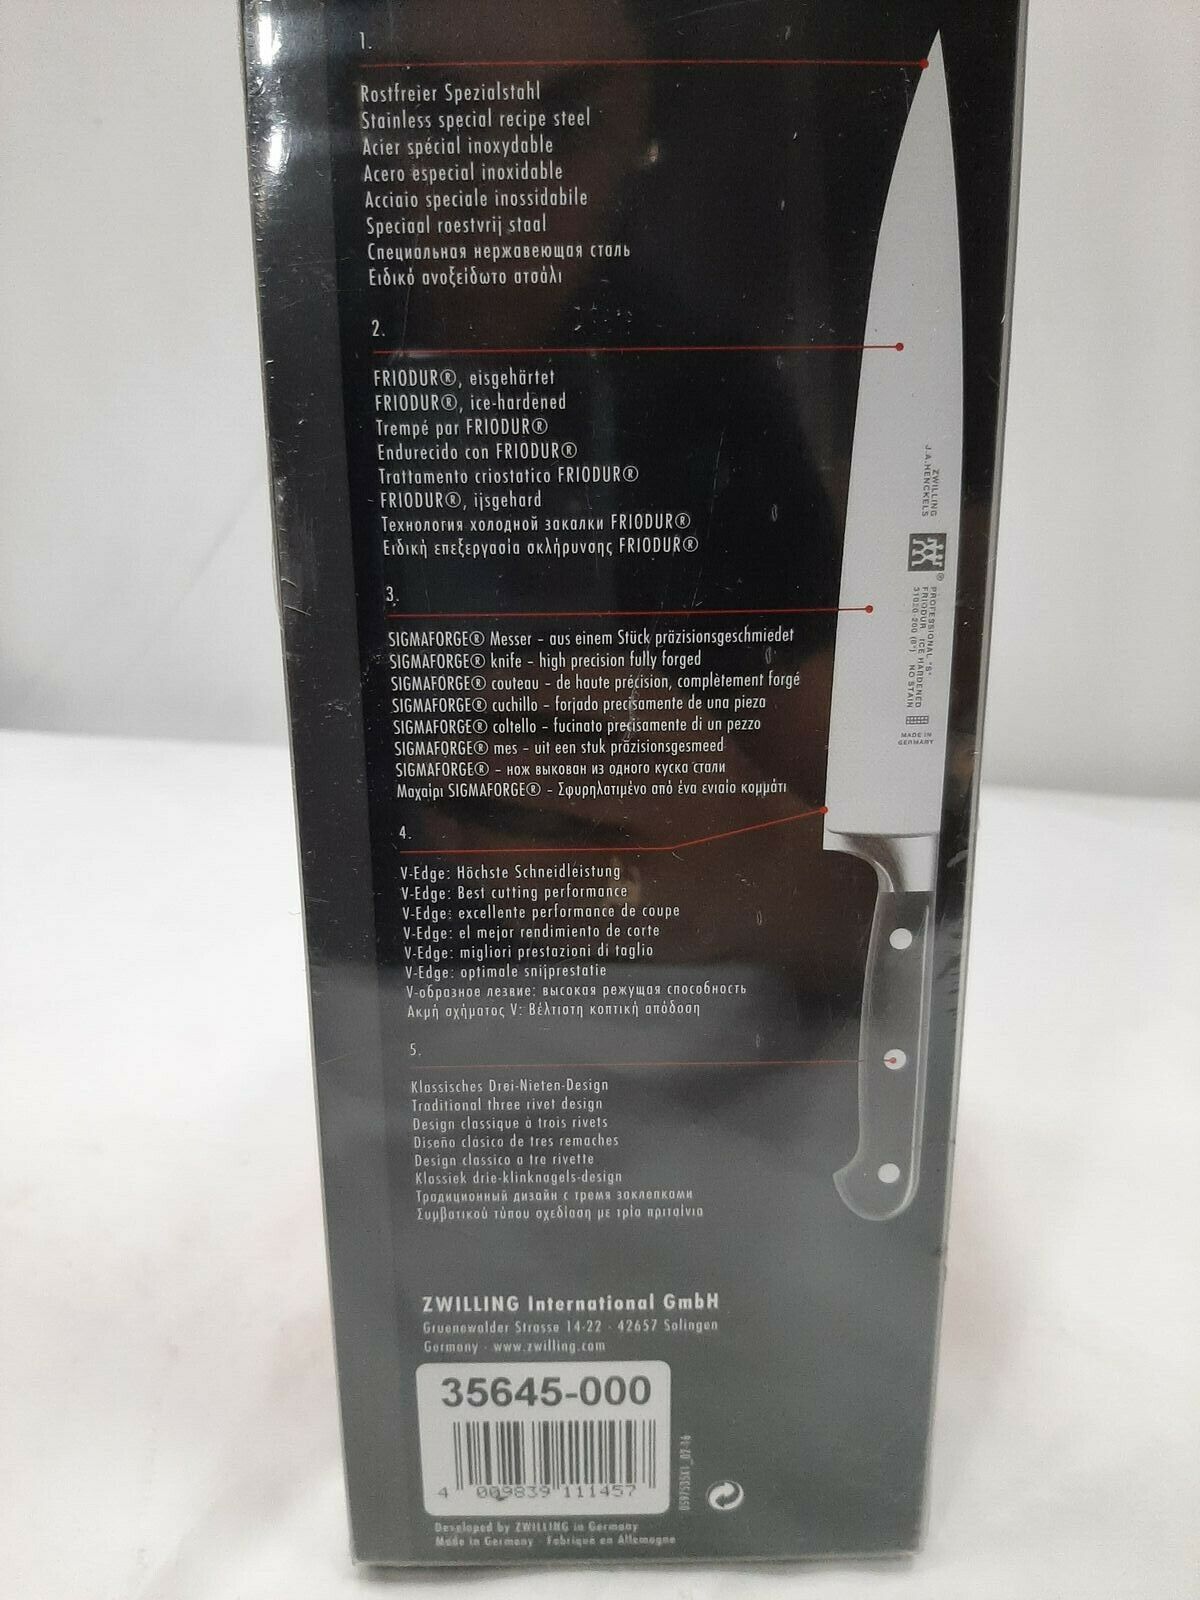 1.
Rostfreier Spezialstahl
Stainless special recipe steel
Acier spécial inoxydable
Acero especial inoxidable
Acciaio speciale inossidabile
Speciaal roestvrij staal
Специальная нержавеющая сталь
Ειδικό ανοξείδωτο ατσάλι
2.
FRIODUR®, eisgehärtet
FRIODUR®, ice-hardened
Trempé par FRIODUR®
Endurecido con FRIODUR®
Trattamento criostatico FRIODUR®
FRIODUR®, ijsgehard
Технология холодной закалки FRIODUR®
Ειδική επεξεργασία σκλήρυνσης FRIODUR®
3.
SIGMAFORGE® Messer – aus einem Stück präzisionsgeschmiedet
SIGMAFORGE® knife – high precision fully forged
SIGMAFORGE® couteau – de haute précision, complètement forgé
SIGMAFORGE® cuchillo – forjado precisamente de una pieza
SIGMAFORGE® coltello – fucinato precisamente di un pezzo
SIGMAFORGE® mes – uit een stuk präzisionsgesmeed
SIGMAFORGE® – нож выкован из одного куска стали
Μαχαίρι SIGMAFORGE® – Σφυρηλατιμένο από ένα ενιαίο κομμάτι
4.
V-Edge: Höchste Schneidleistung
V-Edge: Best cutting performance
V-Edge: excellente performance de coupe
V-Edge: el mejor rendimiento de corte
V-Edge: migliori prestazioni di taglio
V-Edge: optimale snijprestatie
V-образное лезвие: высокая режущая способность
Ακμή σχήματος V: Βέλτιστη κοπτική απόδοση
5.
Klassisches Drei-Nieten-Design
Traditional three rivet design
Design classique à trois rivets
Diseño clásico de tres remaches
Design classico a tre rivette
Klassiek drie-klinknagels-design
Традиционный дизайн с тремя заклепками
Συμβατικού τύπου σχεδίαση με τρία πριτσίνια
ZWILLING
J.A.HENCKELS
®
PROFESSIONAL "S"
FRIODUR ICE HARDENED
31020-200 (8") NO STAIN
MADE IN
GERMANY
ZWILLING International GmbH
Gruenewalder Strasse 14-22 · 42657 Solingen
Germany · www.zwilling.com
35645-000
4 009839 111457
Developed by ZWILLING in Germany
Made in Germany · Fabriqué en Allemagne